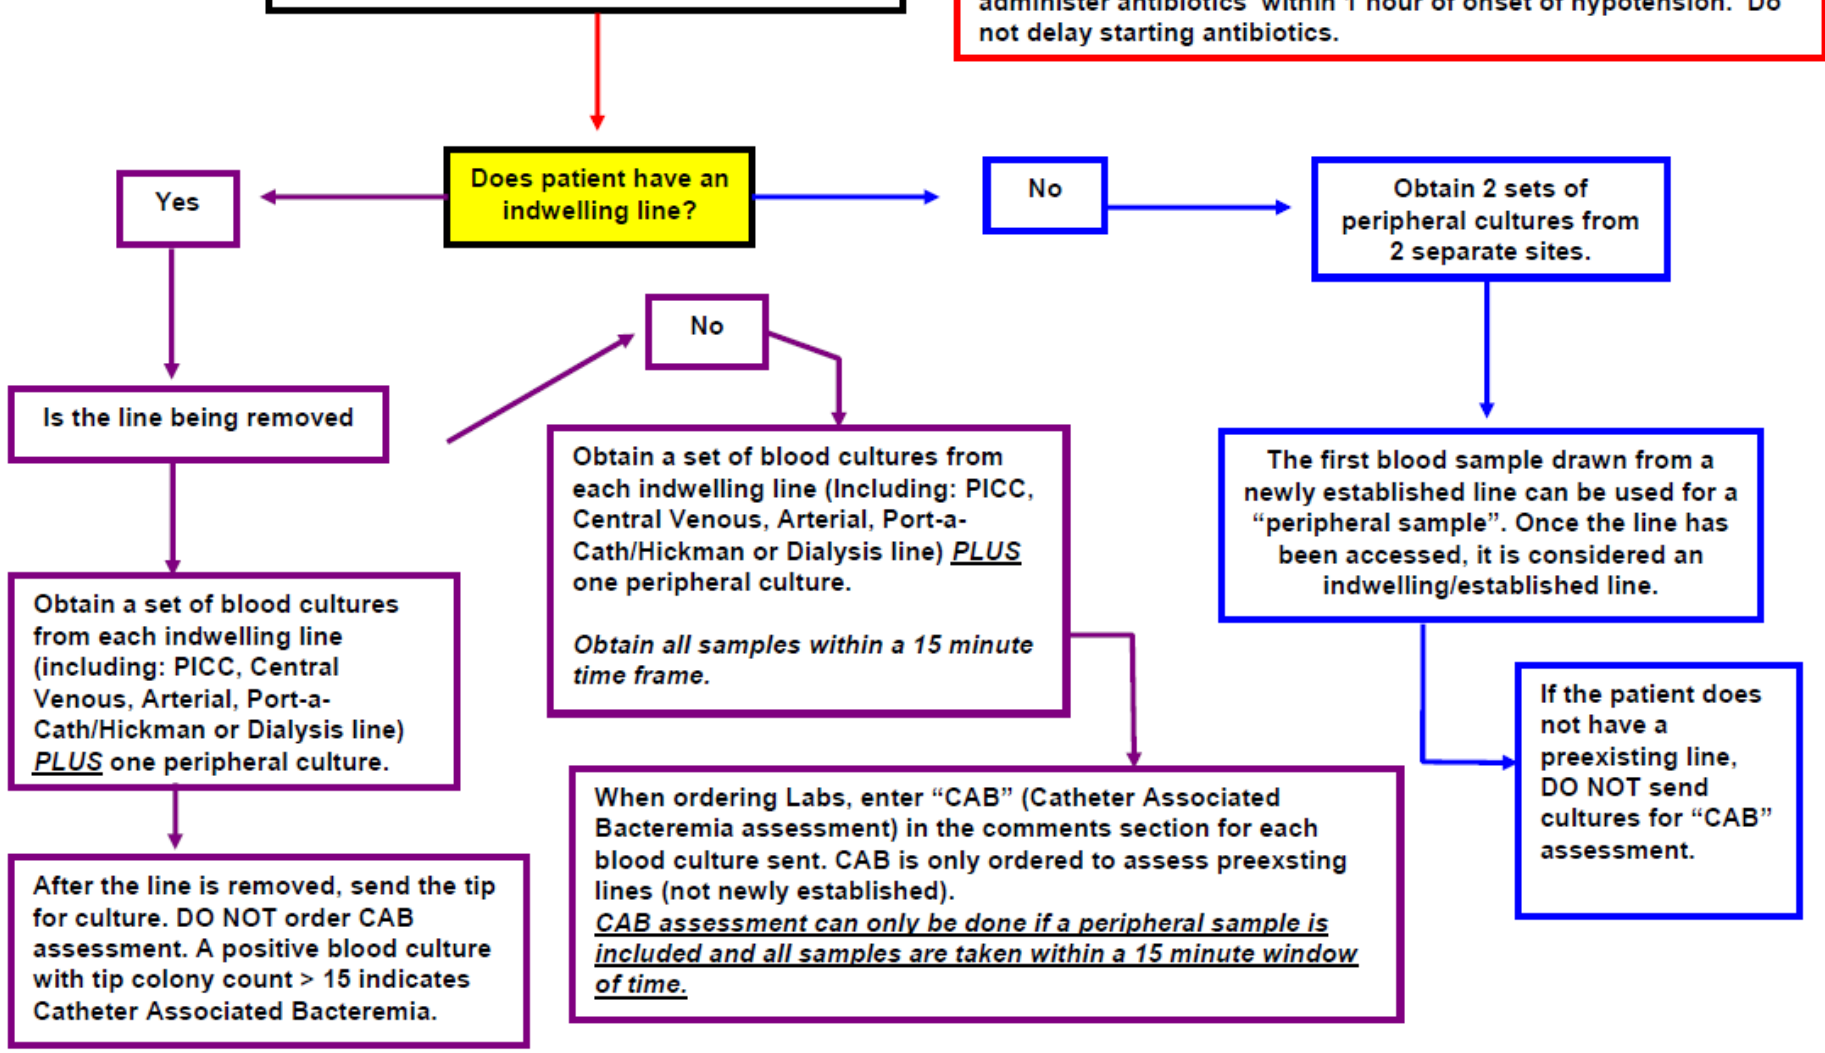 administer antibiotics within 1 hour of onset of hypotension. Do
not delay starting antibiotics.
Does patient have an
indwelling line?
Yes
No
Obtain 2 sets of
peripheral cultures from
2 separate sites.
No
Is the line being removed
Obtain a set of blood cultures from
each indwelling line (Including: PICC,
Central Venous, Arterial, Port-a-
Cath/Hickman or Dialysis line) PLUS
one peripheral culture.
Obtain all samples within a 15 minute
time frame.
The first blood sample drawn from a
newly established line can be used for a
“peripheral sample”. Once the line has
been accessed, it is considered an
indwelling/established line.
Obtain a set of blood cultures
from each indwelling line
(including: PICC, Central
Venous, Arterial, Port-a-
Cath/Hickman or Dialysis line)
PLUS one peripheral culture.
If the patient does
not have a
preexisting line,
DO NOT send
cultures for “CAB”
assessment.
When ordering Labs, enter “CAB” (Catheter Associated
Bacteremia assessment) in the comments section for each
blood culture sent. CAB is only ordered to assess preexsting
lines (not newly established).
CAB assessment can only be done if a peripheral sample is
included and all samples are taken within a 15 minute window
of time.
After the line is removed, send the tip
for culture. DO NOT order CAB
assessment. A positive blood culture
with tip colony count > 15 indicates
Catheter Associated Bacteremia.